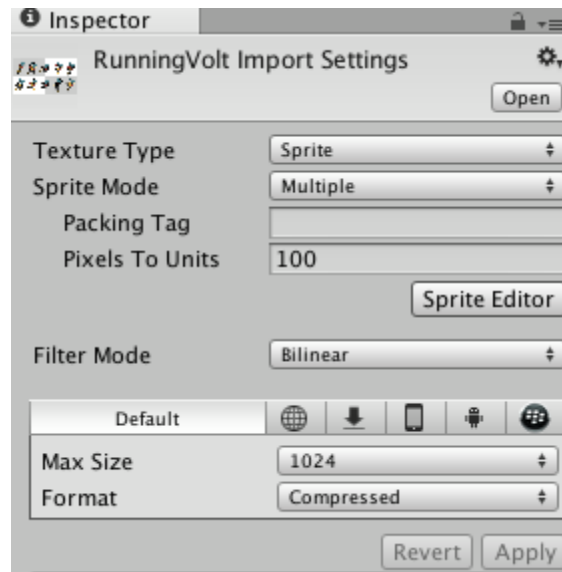 Inspector
RunningVolt Import Settings
Open
Texture Type Sprite
Sprite Mode Multiple
Packing Tag
Pixels To Units 100
Sprite Editor
Filter Mode Bilinear
Default
Max Size 1024
Format Compressed
Revert Apply